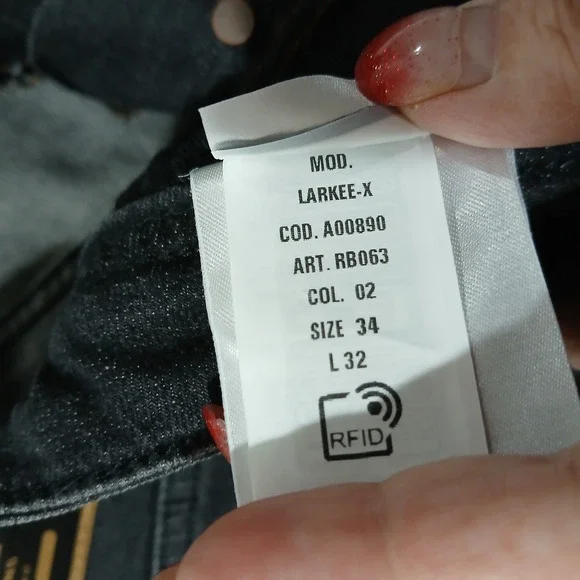 MOD.
LARKEE-X
COD. A00890
ART. RB063
COL. 02
SIZE 34
L 32
RFID